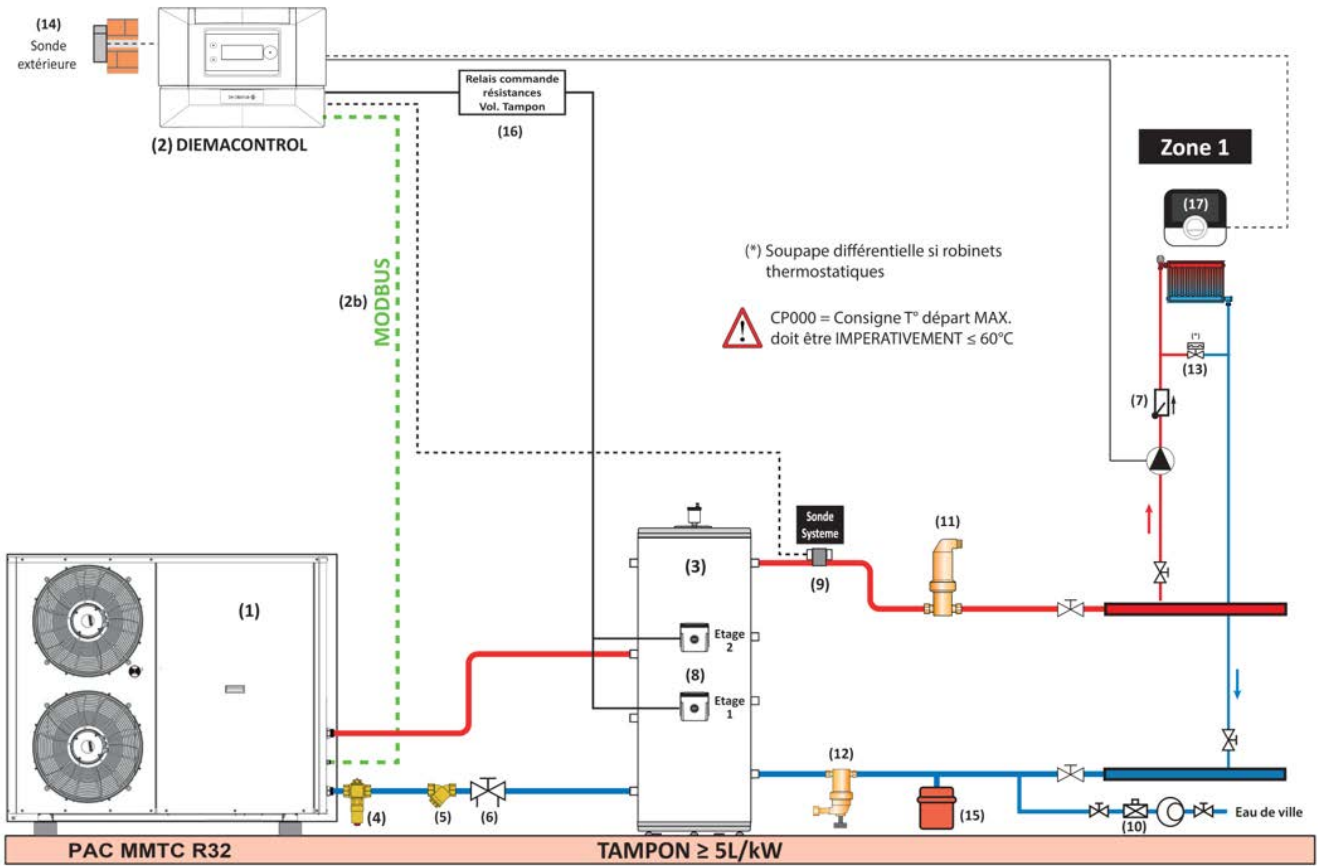 (14)
Sonde
extérieure
(2) DIEMACONTROL
Relais commande
résistances
Vol. Tampon
(16)
Zone 1
(17)
(2b)
MODBUS
(*) Soupape différentielle si robinets
thermostatiques
CP000 = Consigne T° départ MAX.
doit être IMPERATIVEMENT ≤ 60°C
(*)
(13)
(7)
Sonde
Systeme
(9)
(11)
(3)
(1)
Etage
2
(8)
Etage
1
(4)
(5)
(6)
(12)
(15)
(10)
Eau de ville
PAC MMTC R32
TAMPON ≥ 5L/kW